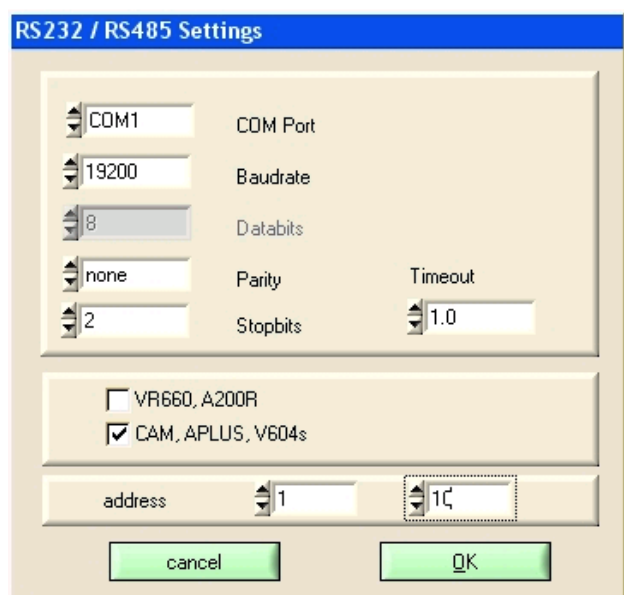 RS232 / RS485 Settings
COM1 COM Port
19200 Baudrate
8 Databits
none Parity Timeout
2 Stopbits 1.0
VR660, A200R
CAM, APLUS, V604s
address 1
cancel OK